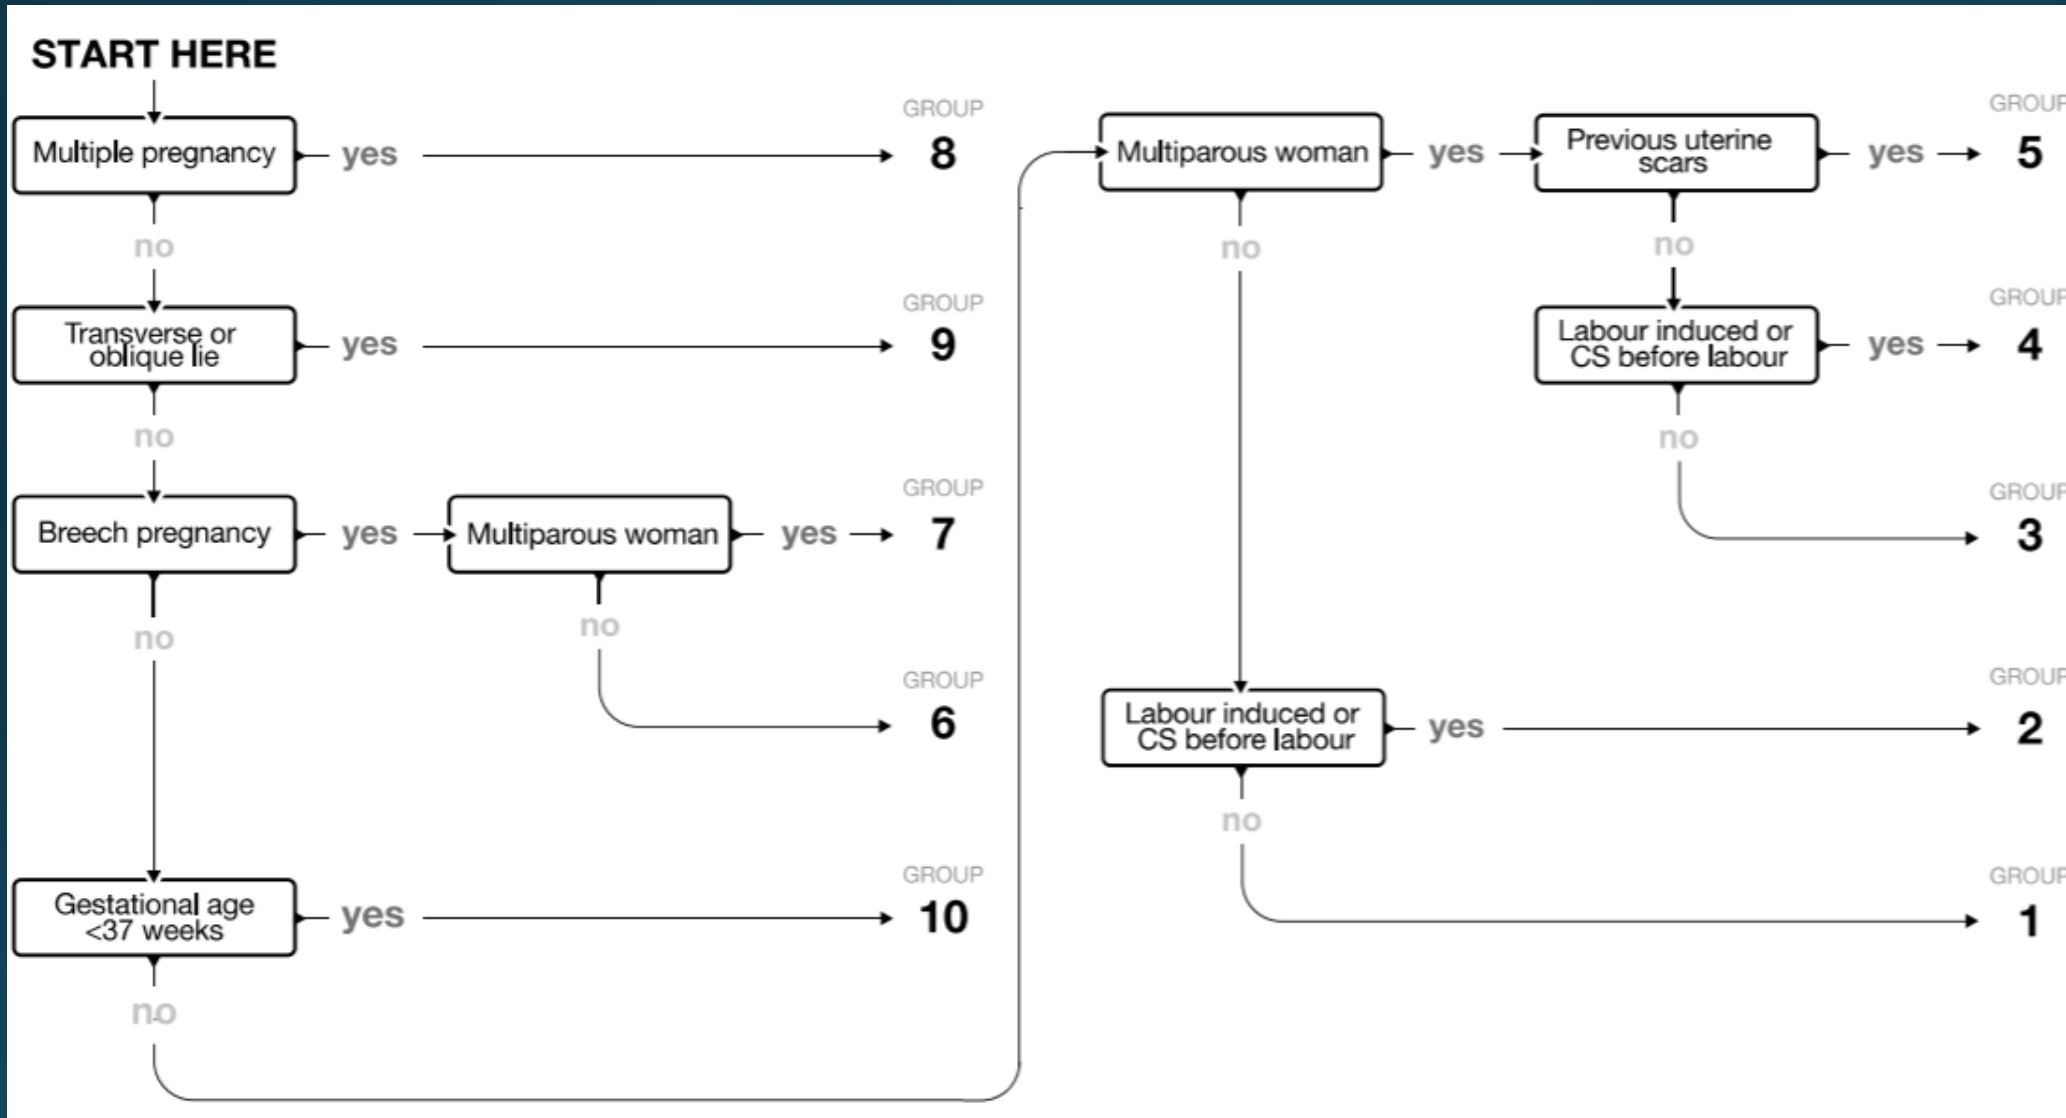 START HERE
Multiple pregnancy
yes
GROUP
8
no
Transverse or
oblique lie
yes
GROUP
9
no
Breech pregnancy
yes
Multiparous woman
yes
GROUP
7
no
no
GROUP
6
Gestational age
<37 weeks
yes
GROUP
10
no
Multiparous woman
yes
Previous uterine
scars
yes
GROUP
5
no
no
Labour induced or
CS before labour
yes
GROUP
4
no
GROUP
3
Labour induced or
CS before labour
yes
GROUP
2
no
GROUP
1